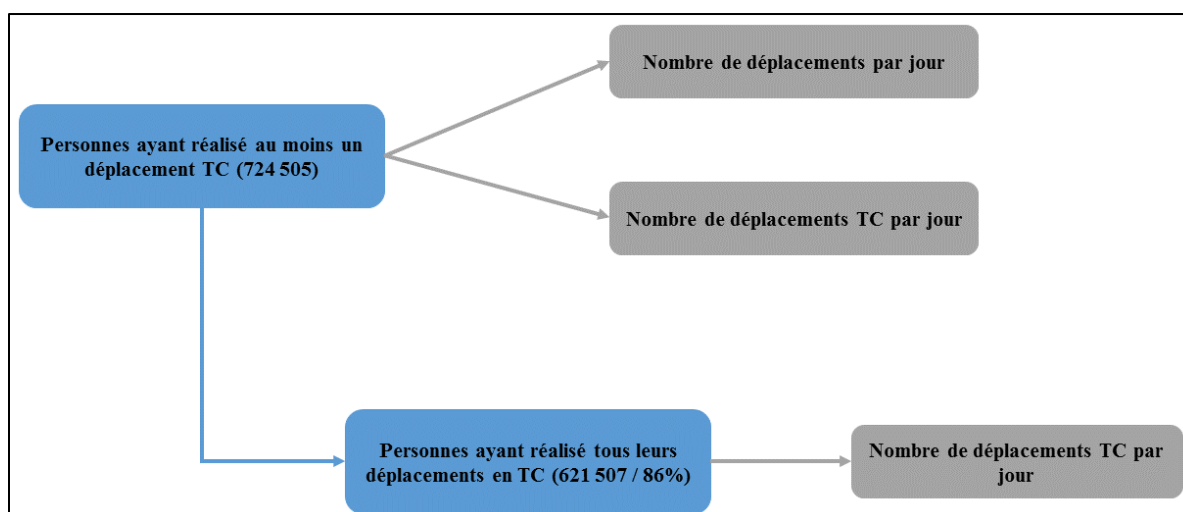 Nombre de déplacements par jour
Personnes ayant réalisé au moins un
déplacement TC (724 505)
Nombre de déplacements TC par jour
Personnes ayant réalisé tous leurs
déplacements en TC (621 507 / 86%)
Nombre de déplacements TC par
jour